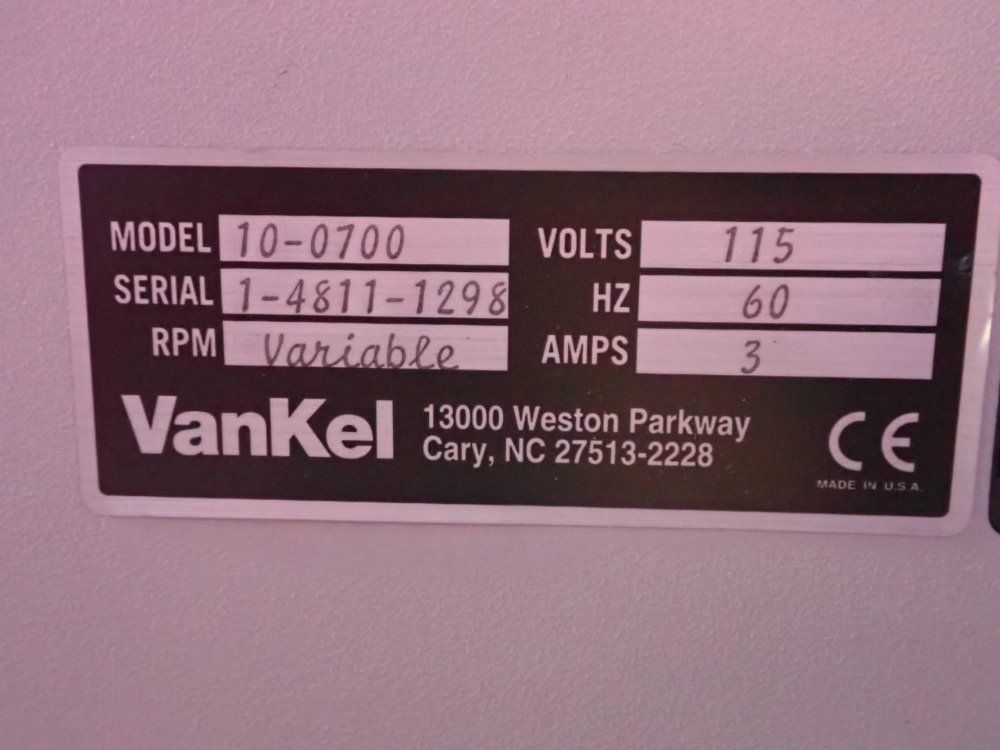 MODEL 10-0700 VOLTS 115
SERIAL 1-4811-1298 HZ 60
RPM Variable AMPS 3
VanKel 13000 Weston Parkway
Cary, NC 27513-2228
CE
MADE IN U.S.A.